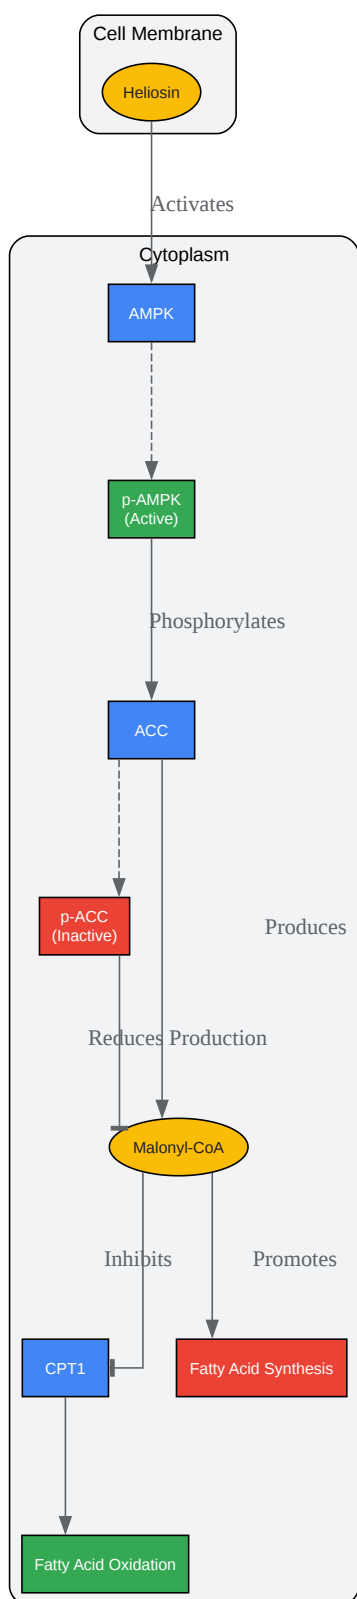 Cell Membrane
Heliosin
Activates
Cytoplasm
AMPK
p-AMPK
(Active)
Phosphorylates
ACC
p-ACC
(Inactive)
Produces
Reduces Production
Malonyl-CoA
Inhibits
Promotes
CPT1
Fatty Acid Synthesis
Fatty Acid Oxidation